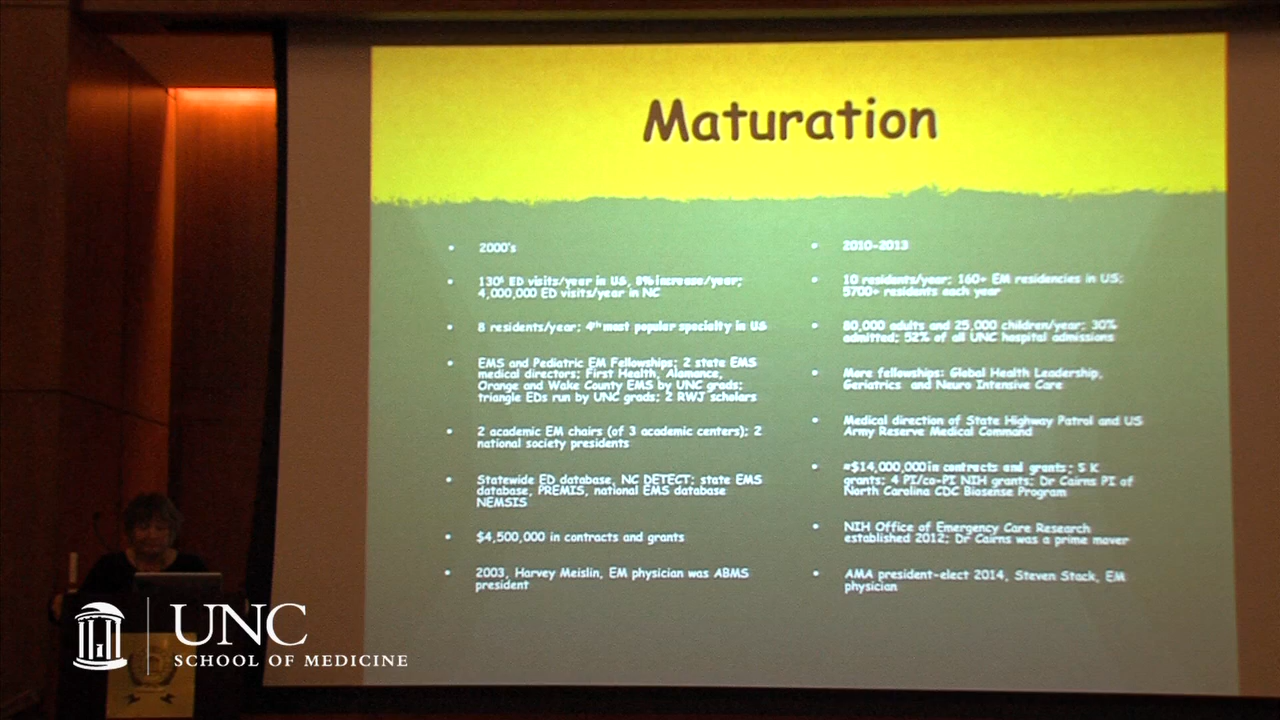 Maturation
2000's
130⁶ ED visits/year in US, 8% increase/year;
4,000,000 ED visits/year in NC
8 residents/year; 4th most popular specialty in US
EMS and Pediatric EM Fellowships; 2 state EMS
medical directors; First Health, Alamance,
Orange and Wake County EMS by UNC grads;
triangle EDs run by UNC grads; 2 RWJ scholars
2 academic EM chairs (of 3 academic centers); 2
national society presidents
Statewide ED database, NC DETECT; state EMS
database, PREMIS, national EMS database
NEMSIS
$4,500,000 in contracts and grants
2003, Harvey Meislin, EM physician was ABMS
president
2010-2013
10 residents/year; 160+ EM residencies in US;
5700+ residents each year
80,000 adults and 25,000 children/year; 30%
admitted; 52% of all UNC hospital admissions
More fellowships: Global Health Leadership,
Geriatrics and Neuro Intensive Care
Medical direction of State Highway Patrol and US
Army Reserve Medical Command
≈$14,000,000 in contracts and grants; 5 K
grants; 4 PI/co-PI NIH grants; Dr Cairns PI of
North Carolina CDC Biosense Program
NIH Office of Emergency Care Research
established 2012; Dr Cairns was a prime mover
AMA president-elect 2014, Steven Stack, EM
physician
UNC
SCHOOL OF MEDICINE